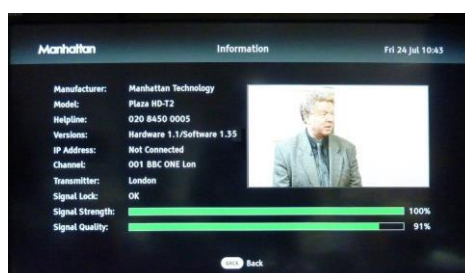 Manhattan Information Fri 24 Jul 10:43
Manufacturer: Manhattan Technology
Model: Plaza HD-T2
Helpline: 020 8450 0005
Versions: Hardware 1.1/Software 1.35
IP Address: Not Connected
Channel: 001 BBC ONE Lon
Transmitter: London
Signal Lock: OK
Signal Strength: 100%
Signal Quality: 91%
BACK Back